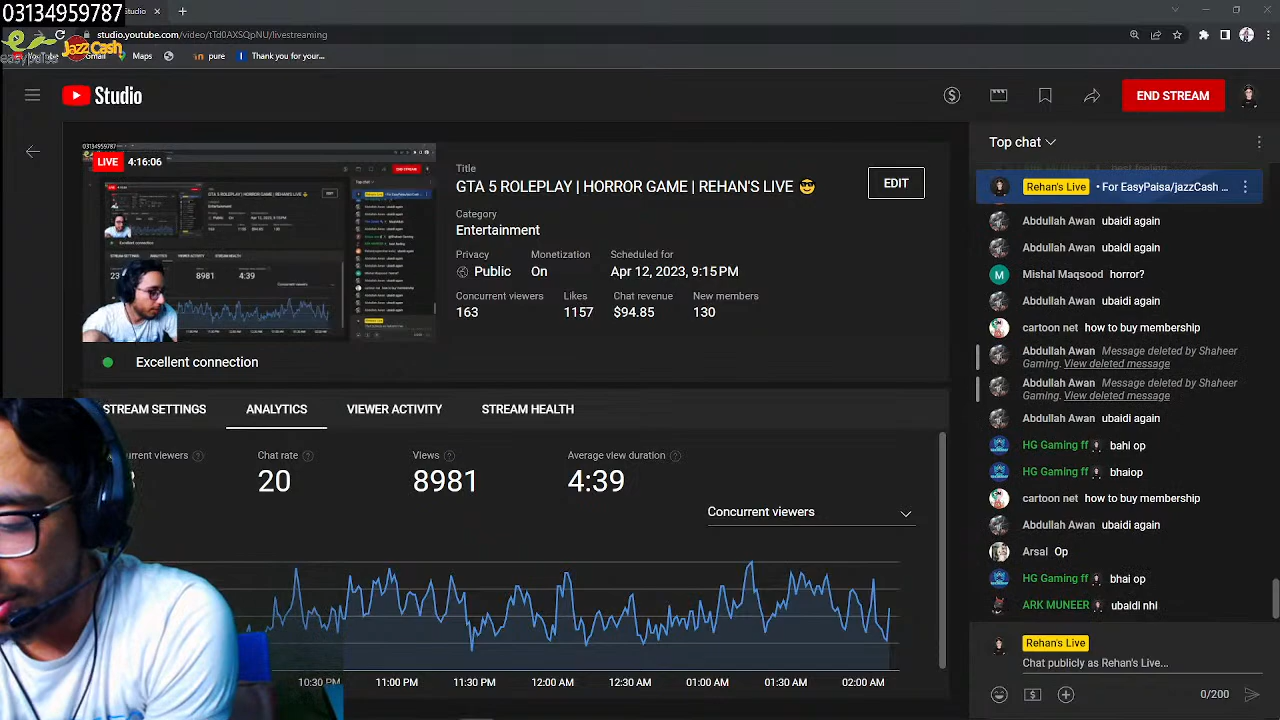 03134959787
Studio
studio.youtube.com/video/tTd0AXSQpNU/livestreaming
easypaisa
JazzCash
YouTube
Maps
pure
Thank you for your...
Studio
END STREAM
LIVE 4:16:06
Title
GTA 5 ROLEPLAY | HORROR GAME | REHAN'S LIVE 😎
EDIT
Category
Entertainment
Privacy
Public
Monetization
On
Scheduled for
Apr 12, 2023, 9:15 PM
Concurrent viewers
163
Likes
1157
Chat revenue
$94.83
New members
130
Excellent connection
STREAM SETTINGS
ANALYTICS
VIEWER ACTIVITY
STREAM HEALTH
Chat rate
20
Views
8981
Average view duration
4:39
Concurrent viewers
10:30 PM
11:00 PM
11:30 PM
12:00 AM
12:30 AM
01:00 AM
01:30 AM
02:00 AM
Top chat
Rehan's Live EasyPaisa/jazzCash ...
Abdullah Awan ubaidi again
Abdullah Awan ubaidi again
Mishal Maqsood horror?
Abdullah Awan ubaidi again
cartoon net how to buy membership
Abdullah Awan Message deleted by Shaheer
Gaming. View deleted message
Abdullah Awan Message deleted by Shaheer
Gaming. View deleted message
Abdullah Awan ubaidi again
HG Gaming ff bahl op
HG Gaming ff bhaiop
cartoon net how to buy membership
Abdullah Awan ubaidi again
Arsal Op
HG Gaming ff bhai op
ARK MUNEER ubaidi nhi
Rehan's Live
Chat publicly as Rehan's Live...
0/200